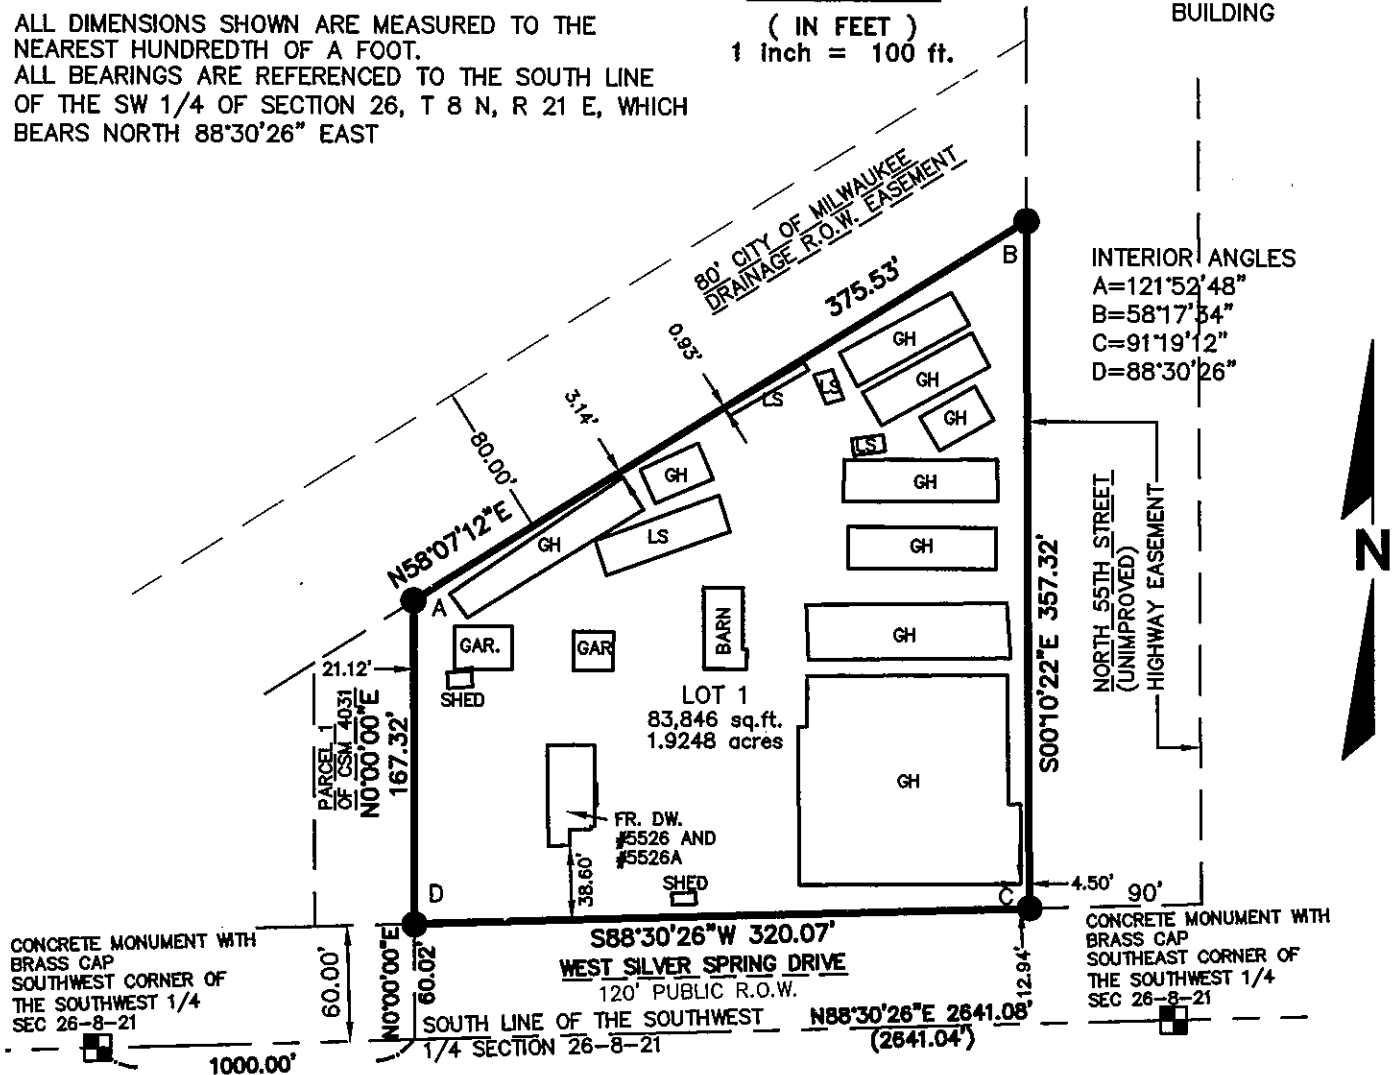 ALL DIMENSIONS SHOWN ARE MEASURED TO THE
NEAREST HUNDREDTH OF A FOOT.
ALL BEARINGS ARE REFERENCED TO THE SOUTH LINE
OF THE SW 1/4 OF SECTION 26, T 8 N, R 21 E, WHICH
BEARS NORTH 88°30'26" EAST
( IN FEET )
1 inch = 100 ft.
BUILDING
80' CITY OF MILWAUKEE
DRAINAGE R.O.W. EASEMENT
375.53'
B
INTERIOR ANGLES
A=121°52'48"
B=58°17'34"
C=91°19'12"
D=88°30'26"
0.93'
3.14'
80.00'
N58°07'12"E
GH
GH
GH
LS
LS
LS
GH
GH
GH
LS
GH
GH
GH
GH
A
GAR.
GAR
BARN
SHED
21.12'
PARCEL 1
OF CSM 4031
N0°00'00"E
167.32'
LOT 1
83,846 sq.ft.
1.9248 acres
S00°10'22"E 357.32'
NORTH 55TH STREET
(UNIMPROVED)
HIGHWAY EASEMENT
N
FR. DW.
#5526 AND
#5526A
38.60'
SHED
D
C
4.50'
90'
S88°30'26"W 320.07'
WEST SILVER SPRING DRIVE
120' PUBLIC R.O.W.
CONCRETE MONUMENT WITH
BRASS CAP
SOUTHWEST CORNER OF
THE SOUTHWEST 1/4
SEC 26-8-21
60.00'
N0°00'00"E
60.02'
12.94'
CONCRETE MONUMENT WITH
BRASS CAP
SOUTHEAST CORNER OF
THE SOUTHWEST 1/4
SEC 26-8-21
SOUTH LINE OF THE SOUTHWEST
1/4 SECTION 26-8-21
N88°30'26"E 2641.08'
(2641.04')
1000.00'